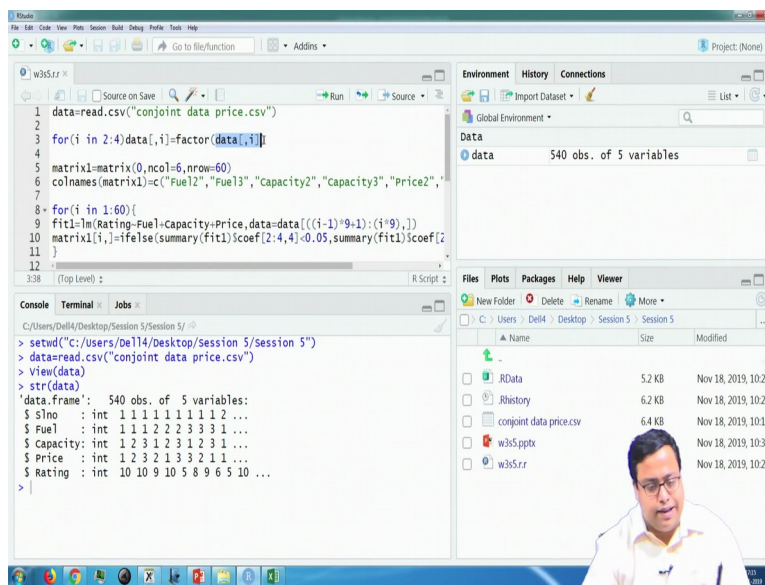 RStudio
File Edit Code View Plots Session Build Debug Profile Tools Help
Go to file/function
Addins
Project: (None)
w3s5.r.r
Source on Save
Run
Source
1 data=read.csv("conjoint data price.csv")
2
3 for(i in 2:4)data[,i]=factor(data[,i]
4
5 matrix1=matrix(0,ncol=6,nrow=60)
6 colnames(matrix1)=c("Fuel2","Fuel3","Capacity2","Capacity3","Price2","
7
8 for(i in 1:60){
9 fit1=lm(Rating~Fuel+Capacity+Price,data=data[((i-1)*9+1):(i*9),])
10 matrix1[i,]=ifelse(summary(fit1)$coef[2:4,4]<0.05,summary(fit1)$coef[2
11 }
12
3:38 (Top Level) R Script
Console Terminal Jobs
C:/Users/Dell4/Desktop/Session 5/Session 5/
> setwd("C:/Users/Dell4/Desktop/Session 5/Session 5")
> data=read.csv("conjoint data price.csv")
> View(data)
> str(data)
'data.frame': 540 obs. of 5 variables:
$ Slno : int 1 1 1 1 1 1 1 1 1 2 ...
$ Fuel : int 1 1 1 2 2 2 3 3 3 1 ...
$ Capacity: int 1 2 3 1 2 3 1 2 3 1 ...
$ Price : int 1 2 3 2 1 3 3 2 1 1 ...
$ Rating : int 10 10 9 10 5 8 9 6 5 10 ...
>
Environment History Connections
Import Dataset
List
Global Environment
Data
data 540 obs. of 5 variables
Files Plots Packages Help Viewer
New Folder Delete Rename More
C: Users Dell4 Desktop Session 5 Session 5
Name Size Modified
..
.RData 5.2 KB Nov 18, 2019, 10:2
.Rhistory 6.2 KB Nov 18, 2019, 10:2
conjoint data price.csv 6.4 KB Nov 18, 2019, 10:1
w3s5.pptx Nov 18, 2019, 10:3
w3s5.r.r Nov 18, 2019, 10:2